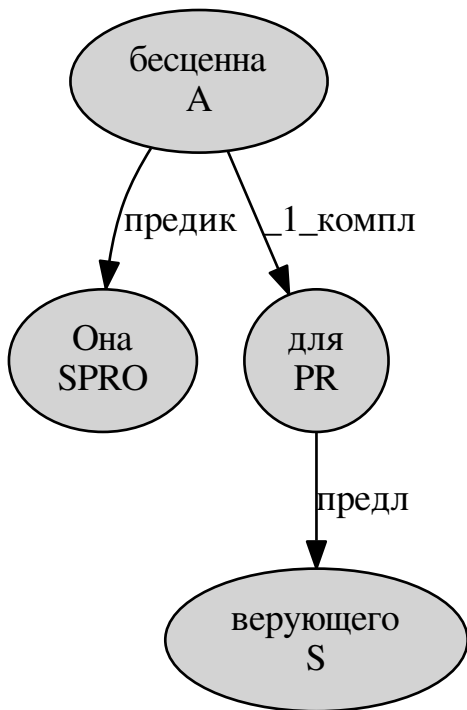 бесценна
A
предик
_1_компл
Она
SPRO
для
PR
предл
верующего
S